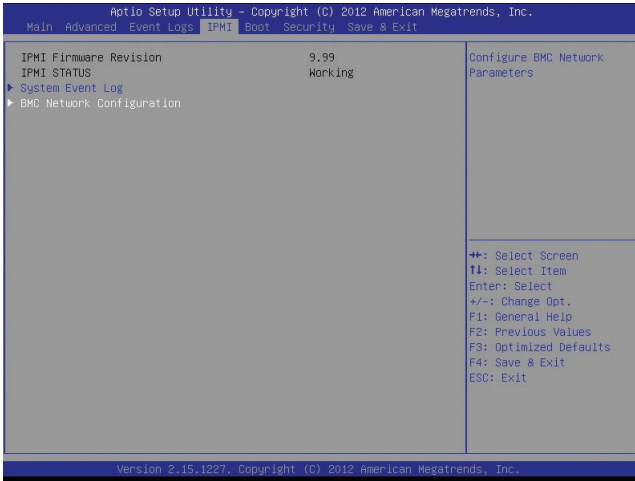 Aptio Setup Utility – Copyright (C) 2012 American Megatrends, Inc.
Main Advanced Event Logs IPMI Boot Security Save & Exit
IPMI Firmware Revision 9.99
IPMI STATUS Working
System Event Log
BMC Network Configuration
Configure BMC Network
Parameters
→←: Select Screen
↑↓: Select Item
Enter: Select
+/-: Change Opt.
F1: General Help
F2: Previous Values
F3: Optimized Defaults
F4: Save & Exit
ESC: Exit
Version 2.15.1227. Copyright (C) 2012 American Megatrends, Inc.